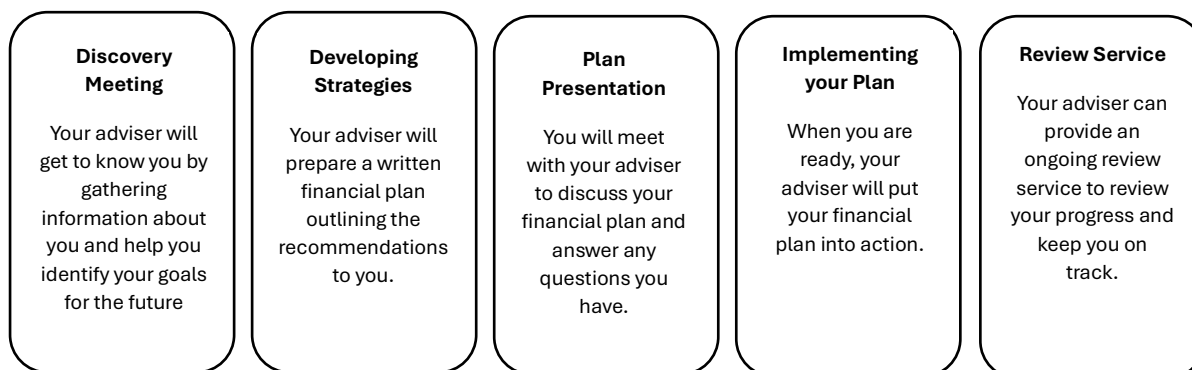 Discovery
Meeting
Your adviser will
get to know you by
gathering
information about
you and help you
identify your goals
for the future
Developing
Strategies
Your adviser will
prepare a written
financial plan
outlining the
recommendations
to you.
Plan
Presentation
You will meet
with your adviser
to discuss your
financial plan and
answer any
questions you
have.
Implementing
your Plan
When you are
ready, your
adviser will put
your financial
plan into action.
Review Service
Your adviser can
provide an
ongoing review
service to review
your progress and
keep you on
track.